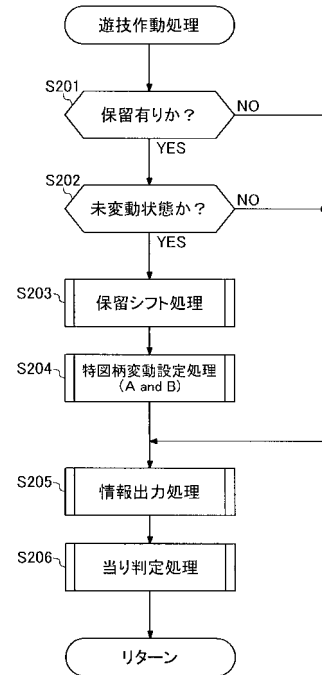 遊技作動処理
S201
保留有りか？
NO
YES
S202
未変動状態か？
NO
YES
S203
保留シフト処理
S204
特図柄変動設定処理
(A and B)
S205
情報出力処理
S206
当り判定処理
リターン